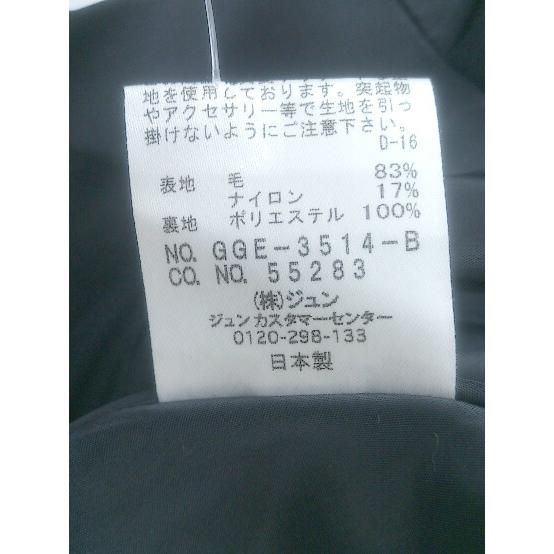 地を使用しております。突起物
やアクセサリー等で生地を引っ
掛けないようにご注意下さい。
D-16
表地 毛 83%
ナイロン 17%
裏地 ポリエステル 100%
NO. GGE-3514-B
CO. NO. 55283
(株)ジュン
ジュンカスタマーセンター
0120-298-133
日本製